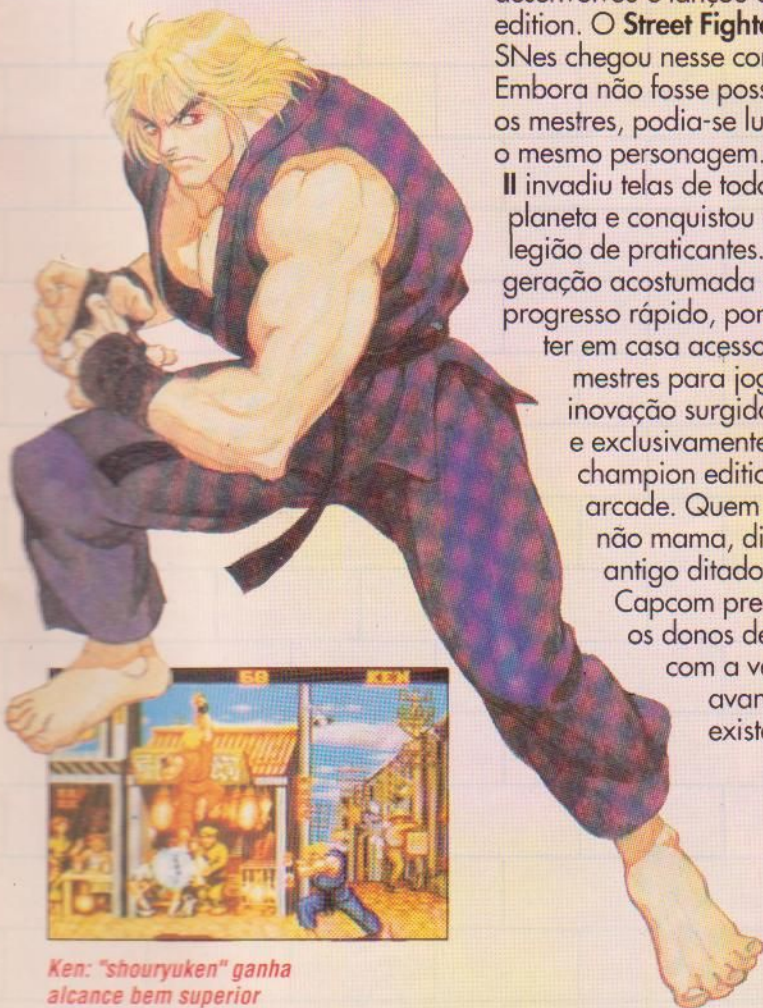 edition. O Street Fighte
SNes chegou nesse cor
Embora não fosse poss
os mestres, podia-se lu
o mesmo personagem.
II invadiu telas de toda
planeta e conquistou
legião de praticantes.
geração acostumada
progresso rápido, por
ter em casa acesso
mestres para jog
inovação surgida
e exclusivamente
champion editio
arcade. Quem
não mama, di
antigo ditado
Capcom pre
os donos de
com a ve
avan
existe
58 KEN
Ken: "shouryuken" ganha
alcance bem superior